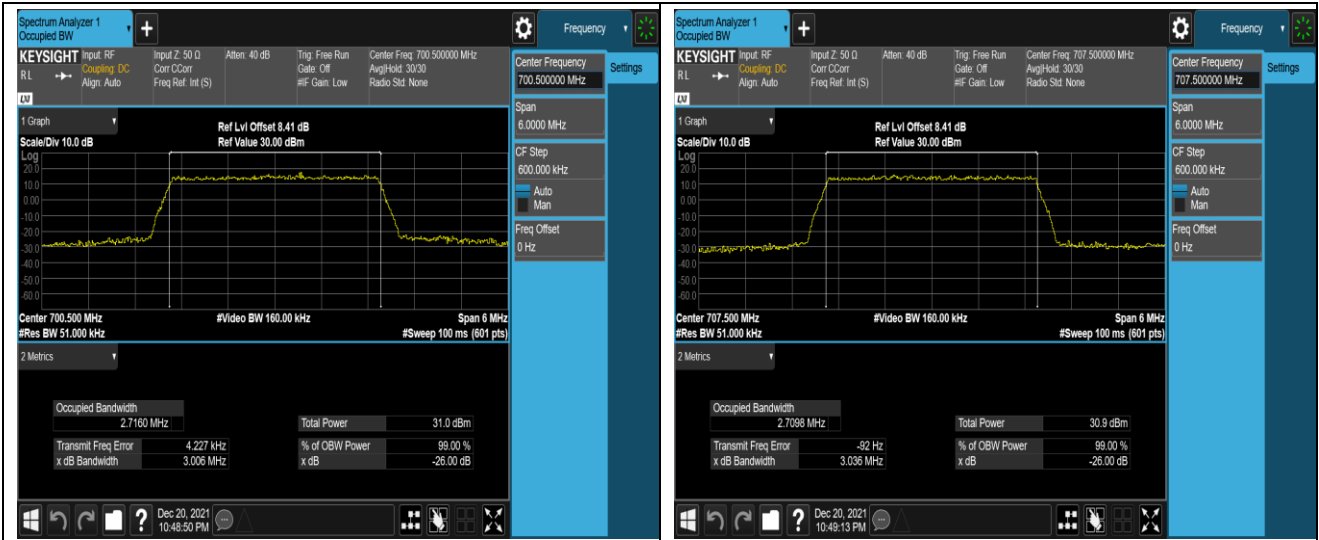 Spectrum Analyzer 1
Occupied BW
Frequency
KEYSIGHT
Input: RF
Coupling: DC
Align: Auto
Input Z: 50 Ω
Corr CCorr
Freq Ref: Int (S)
Atten: 40 dB
Trig: Free Run
Gate: Off
#IF Gain: Low
Center Freq: 700.500000 MHz
Avg|Hold: 30/30
Radio Std: None
RL
LXI
Center Frequency
700.500000 MHz
Settings
Span
6.0000 MHz
CF Step
600.000 kHz
Auto
Man
Freq Offset
0 Hz
1 Graph
Scale/Div 10.0 dB
Ref Lvl Offset 8.41 dB
Ref Value 30.00 dBm
Log
20.0
10.0
0.00
-10.0
-20.0
-30.0
-40.0
-50.0
-60.0
Center 700.500 MHz
#Video BW 160.00 kHz
Span 6 MHz
#Res BW 51.000 kHz
#Sweep 100 ms (601 pts)
2 Metrics
Occupied Bandwidth
2.7160 MHz
Total Power 31.0 dBm
Transmit Freq Error 4.227 kHz
% of OBW Power 99.00 %
x dB Bandwidth 3.006 MHz
x dB -26.00 dB
?
Dec 20, 2021
10:48:50 PM
Spectrum Analyzer 1
Occupied BW
Frequency
KEYSIGHT
Input: RF
Coupling: DC
Align: Auto
Input Z: 50 Ω
Corr CCorr
Freq Ref: Int (S)
Atten: 40 dB
Trig: Free Run
Gate: Off
#IF Gain: Low
Center Freq: 707.500000 MHz
Avg|Hold: 30/30
Radio Std: None
RL
LXI
Center Frequency
707.500000 MHz
Settings
Span
6.0000 MHz
CF Step
600.000 kHz
Auto
Man
Freq Offset
0 Hz
1 Graph
Scale/Div 10.0 dB
Ref Lvl Offset 8.41 dB
Ref Value 30.00 dBm
Log
20.0
10.0
0.00
-10.0
-20.0
-30.0
-40.0
-50.0
-60.0
Center 707.500 MHz
#Video BW 160.00 kHz
Span 6 MHz
#Res BW 51.000 kHz
#Sweep 100 ms (601 pts)
2 Metrics
Occupied Bandwidth
2.7098 MHz
Total Power 30.9 dBm
Transmit Freq Error -92 Hz
% of OBW Power 99.00 %
x dB Bandwidth 3.036 MHz
x dB -26.00 dB
?
Dec 20, 2021
10:49:13 PM